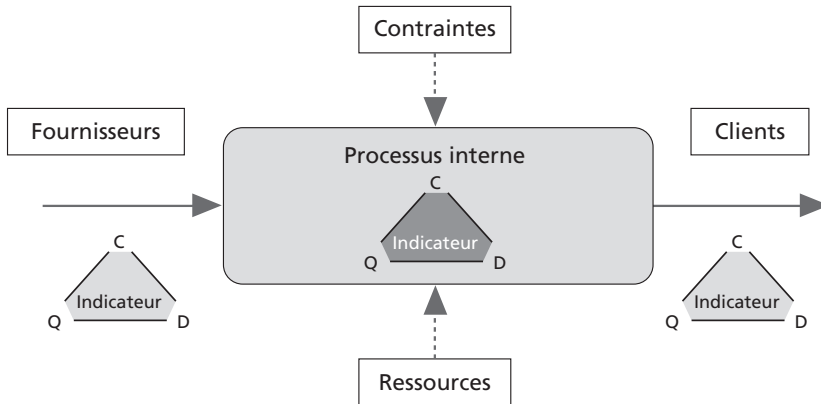 Contraintes
Fournisseurs
Clients
Processus interne
C
Indicateur
Q
D
C
Indicateur
Q
D
C
Indicateur
Q
D
Ressources